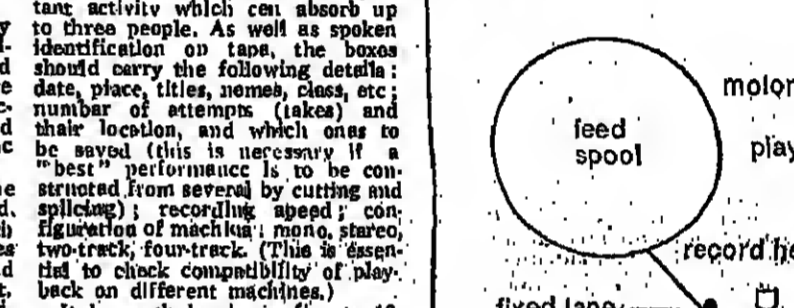 tant activity which can absorb up
to three people. As well as spoken
identification on tape, the boxes
should carry the following details:
date, place, titles, names, class, etc;
number of attempts (takes) and
their location, and which ones to
be saved (this is necessary if a
"best" performance is to be con-
structed from several by cutting and
splicing); recording speed; con-
figuration of machine: mono, stereo,
two-track, four-track. (This is essen-
tial to check compatibility of play-
back on different machines.)
feed
spool
motor
play
record he
fixed tape